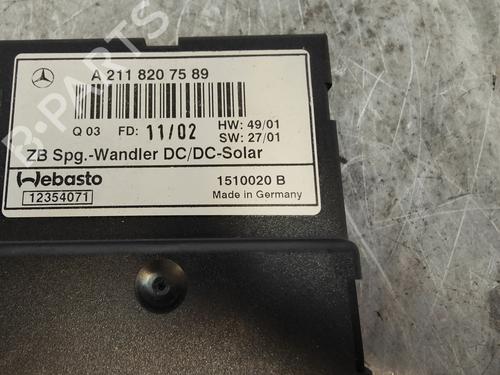 A 211 820 75 89
Q 03 FD: 11/02 HW: 49/01
SW: 27/01
ZB Spg.-Wandler DC/DC-Solar
Webasto 1510020 B
12354071 Made in Germany
B-PARTS